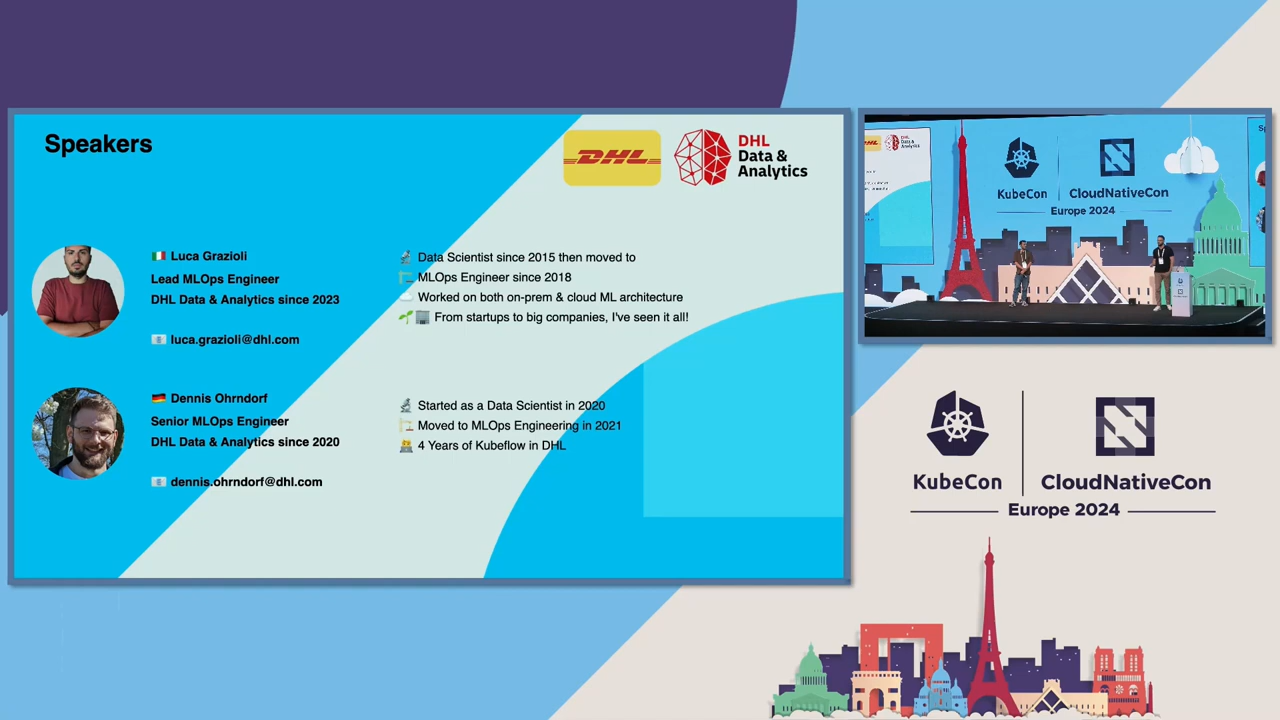 Speakers
DHL
DHL
Data &
Analytics
Luca Grazioli
Lead MLOps Engineer
DHL Data & Analytics since 2023
luca.grazioli@dhl.com
Data Scientist since 2015 then moved to
MLOps Engineer since 2018
Worked on both on-prem & cloud ML architecture
From startups to big companies, I've seen it all!
Dennis Ohrndorf
Senior MLOps Engineer
DHL Data & Analytics since 2020
dennis.ohrndorf@dhl.com
Started as a Data Scientist in 2020
Moved to MLOps Engineering in 2021
4 Years of Kubeflow in DHL
DHL
Data &
Analytics
KubeCon
CloudNativeCon
Europe 2024
KubeCon
CloudNativeCon
Europe 2024